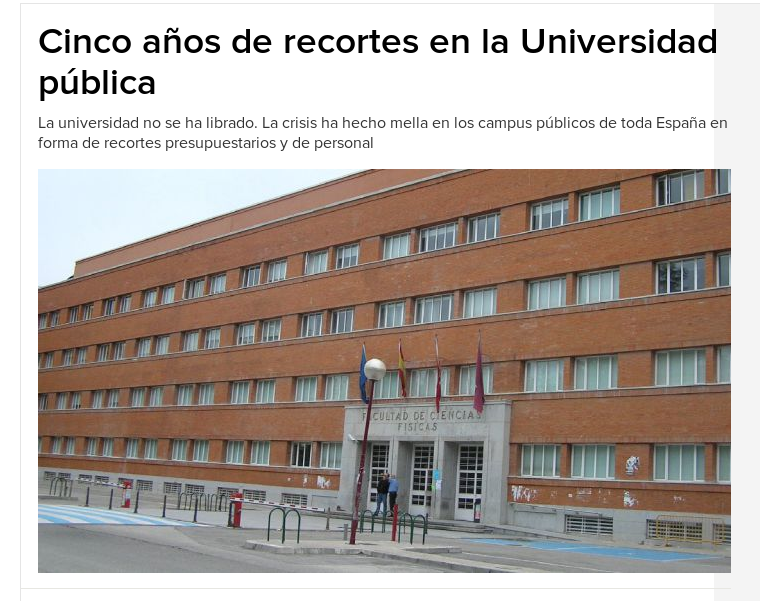 Cinco años de recortes en la Universidad
pública
La universidad no se ha librado. La crisis ha hecho mella en los campus públicos de toda España en
forma de recortes presupuestarios y de personal
FACULTAD DE CIENCIAS
FISICAS